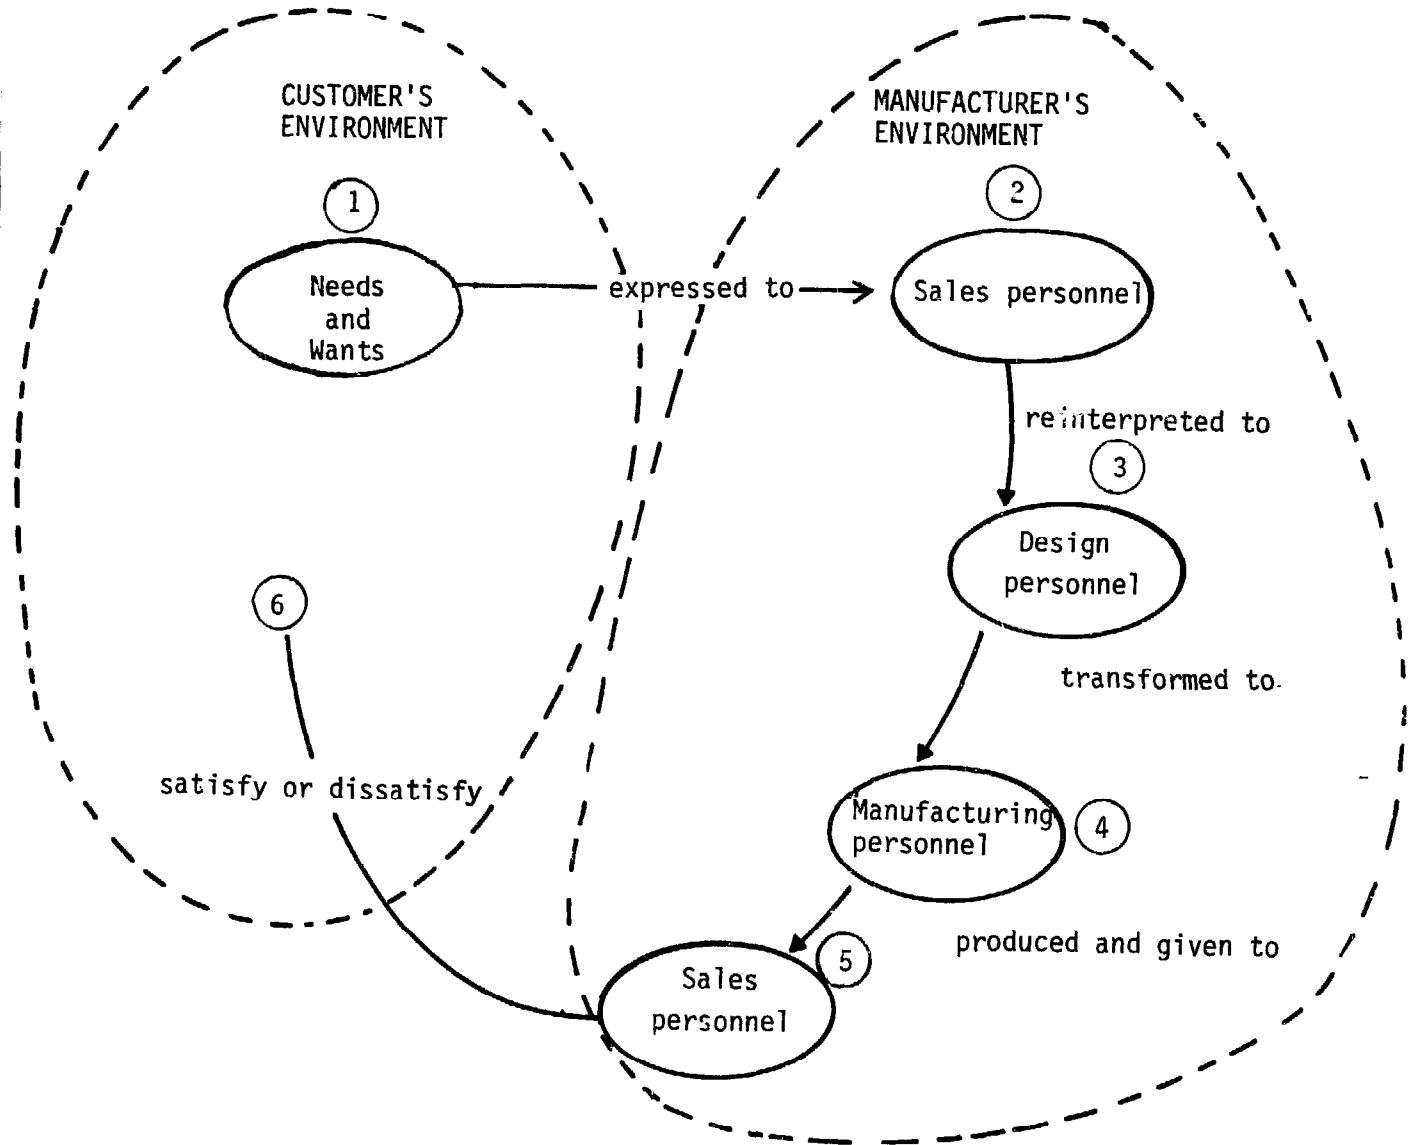 CUSTOMER'S
ENVIRONMENT
MANUFACTURER'S
ENVIRONMENT
1
2
Needs
and
Wants
expressed to
Sales personnel
reinterpreted to
3
Design
personnel
6
transformed to
satisfy or dissatisfy
Manufacturing
personnel
4
produced and given to
5
Sales
personnel